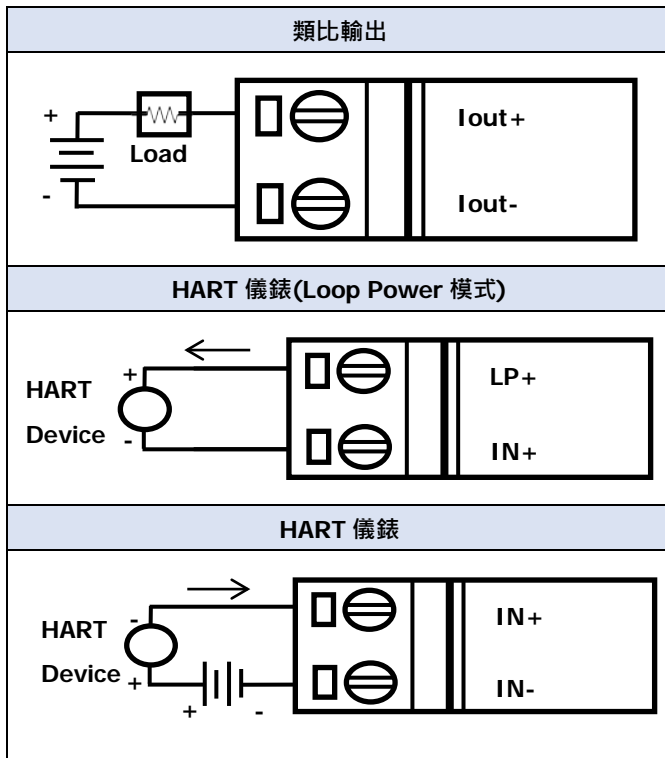 類比輸出
+
Load
-
Iout+
Iout-
HART 儀錶(Loop Power 模式)
HART
Device
+
-
LP+
IN+
HART 儀錶
HART
Device
-
+
+ -
IN+
IN-